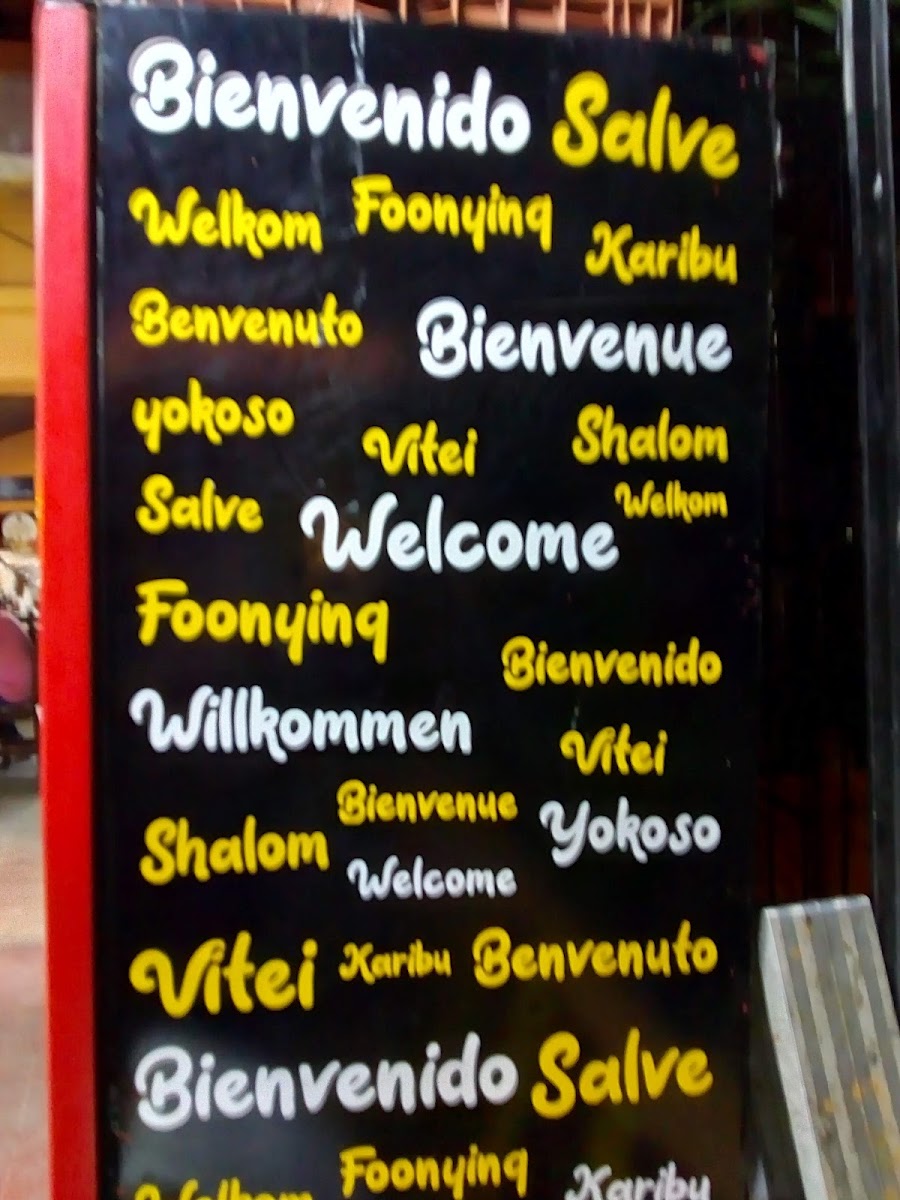 Bienvenido Salve
Welkom Foonying Karibu
Benvenuto Bienvenue
yokoso Vitei Shalom
Salve Welcome Welkom
Foonying
Bienvenido
Willkommen Vitei
Shalom Bienvenue Yokoso
Welcome
Vitei Karibu Benvenuto
Bienvenido Salve
Welkom Foonying Karibu